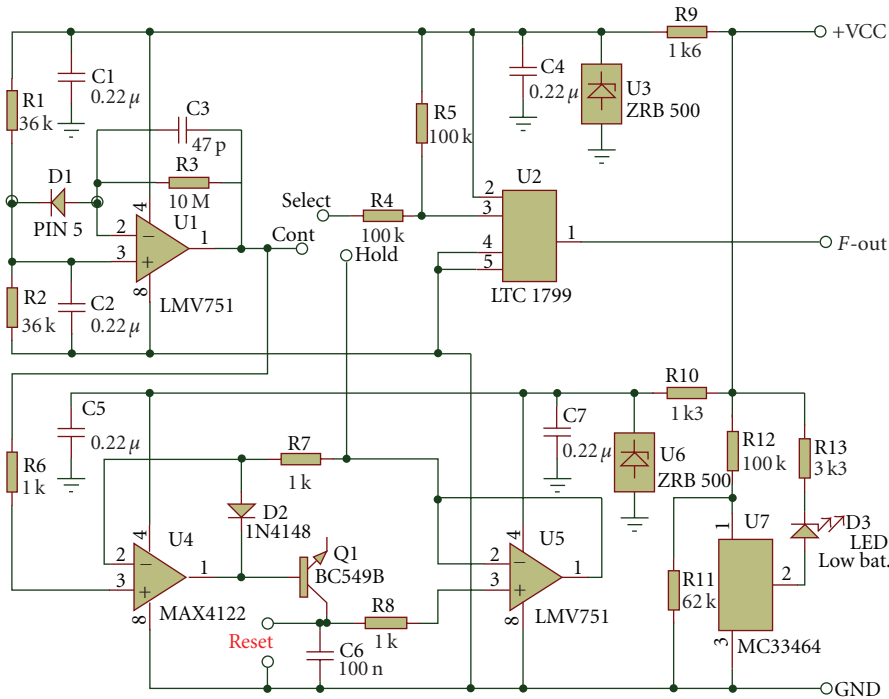 R9
+VCC
1 k6
C1
0.22 µ
R1
36 k
C3
47 p
C4
0.22 µ
U3
ZRB 500
R5
100 k
D1
PIN 5
R3
10 M
U1
4
2
−
3
+
1
8
LMV751
Select
R4
100 k
Cont
Hold
U2
2
3
4
5
1
LTC 1799
F-out
R2
36 k
C2
0.22 µ
R10
1 k3
C5
0.22 µ
C7
0.22 µ
U6
ZRB 500
R12
100 k
R13
3 k3
R6
1 k
R7
1 k
D2
1N4148
U4
4
2
−
3
+
1
8
MAX4122
Q1
BC549B
U5
4
2
−
3
+
1
8
LMV751
R8
1 k
Reset
C6
100 n
U7
1
2
3
MC33464
R11
62 k
D3
LED
Low bat.
GND